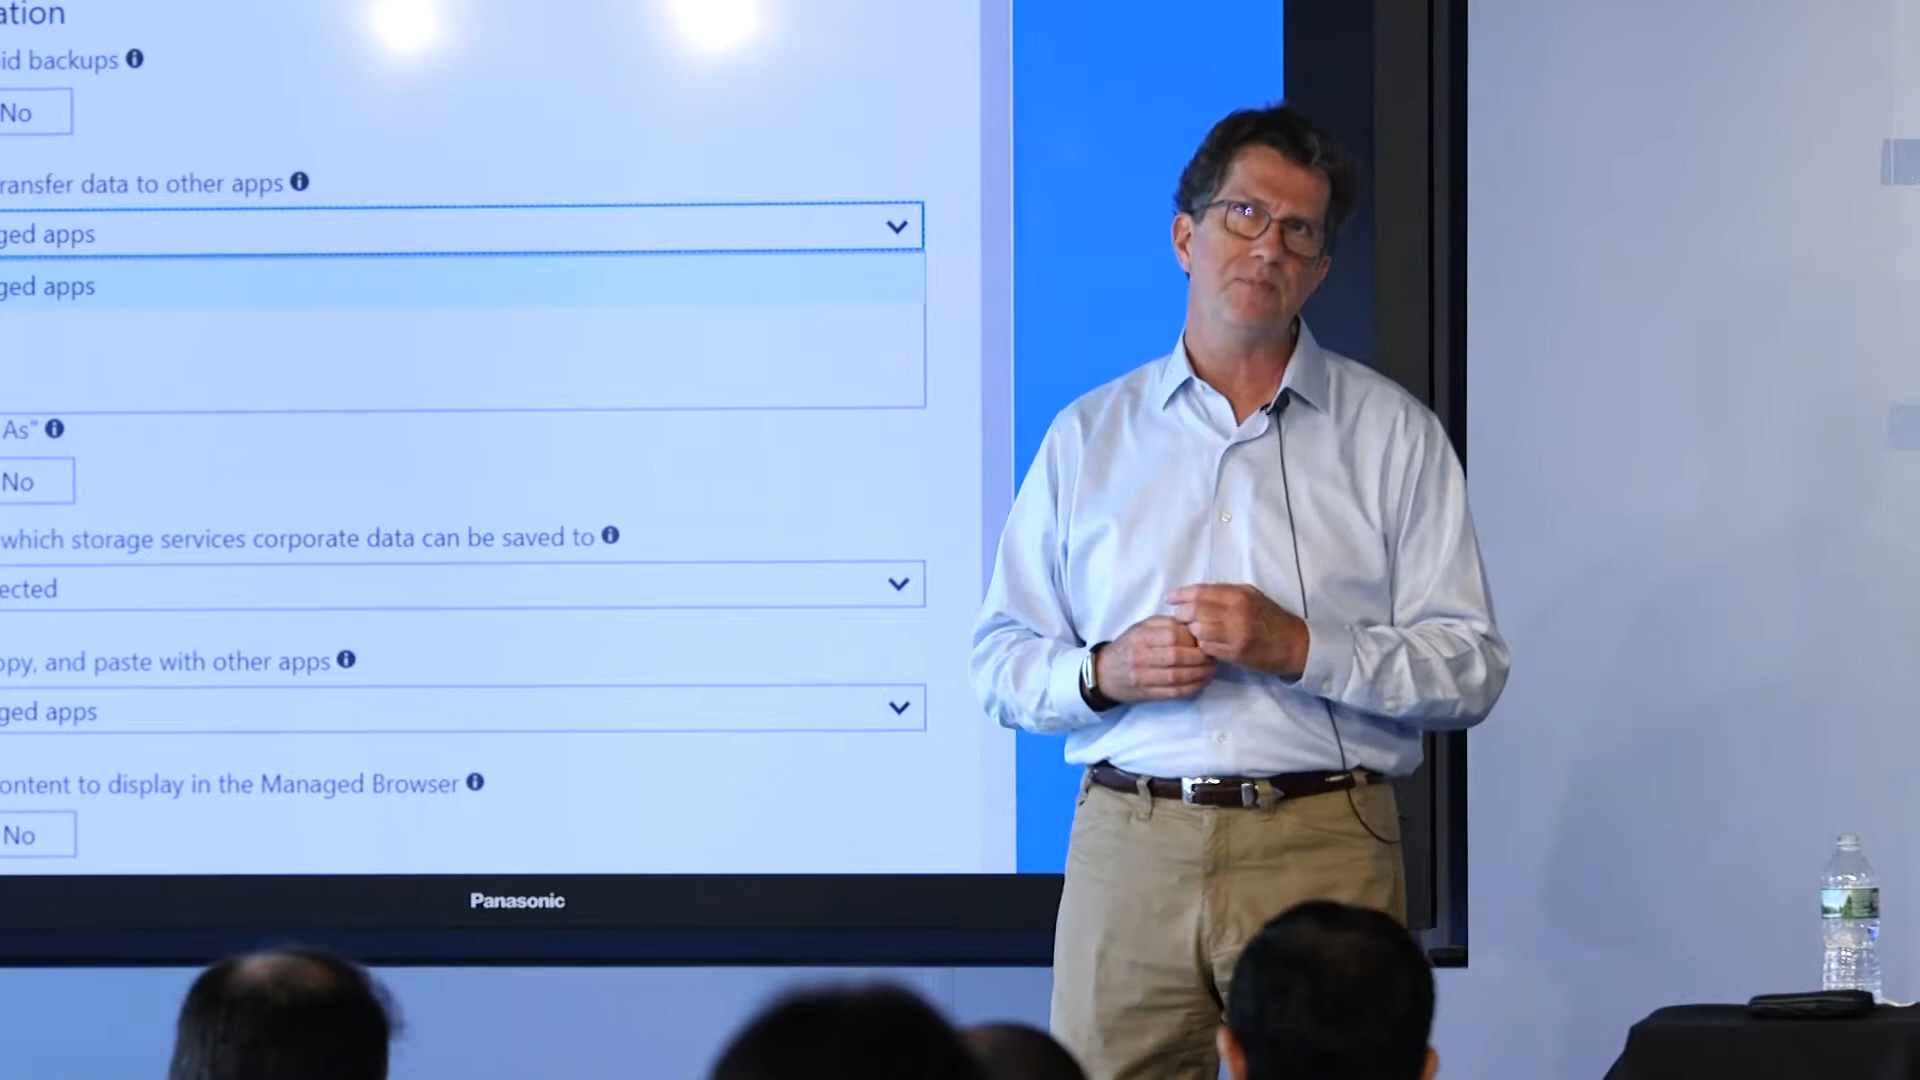 ation
id backups
No
ransfer data to other apps
ged apps
ged apps
As"
No
which storage services corporate data can be saved to
ected
opy, and paste with other apps
ged apps
ontent to display in the Managed Browser
No
Panasonic